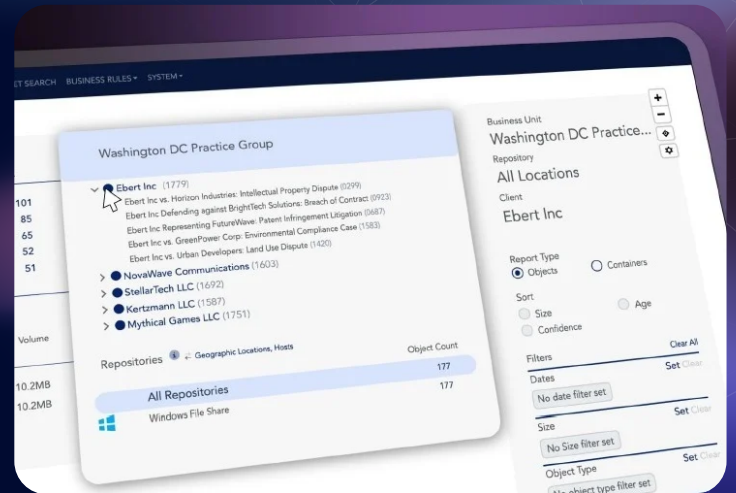 ET SEARCH BUSINESS RULES SYSTEM
101
85
65
52
51
Volume
10.2MB
10.2MB
Washington DC Practice Group
Ebert Inc (1779)
Ebert Inc vs. Horizon Industries: Intellectual Property Dispute (0299)
Ebert Inc Defending against BrightTech Solutions: Breach of Contract (0923)
Ebert Inc Representing FutureWave: Patent Infringement Litigation (0687)
Ebert Inc vs. GreenPower Corp: Environmental Compliance Case (1583)
Ebert Inc vs. Urban Developers: Land Use Dispute (1420)
NovaWave Communications (1603)
StellarTech LLC (1692)
Kertzmann LLC (1587)
Mythical Games LLC (1751)
Repositories Geographic Locations, Hosts
Object Count
All Repositories 177
Windows File Share 177
Business Unit
Washington DC Practice...
Repository
All Locations
Client
Ebert Inc
Report Type
Objects Containers
Sort
Size Age
Confidence
Filters Clear All
Dates Set Clear
No date filter set
Size Set Clear
No Size filter set
Object Type Set Clear
No object type filter set